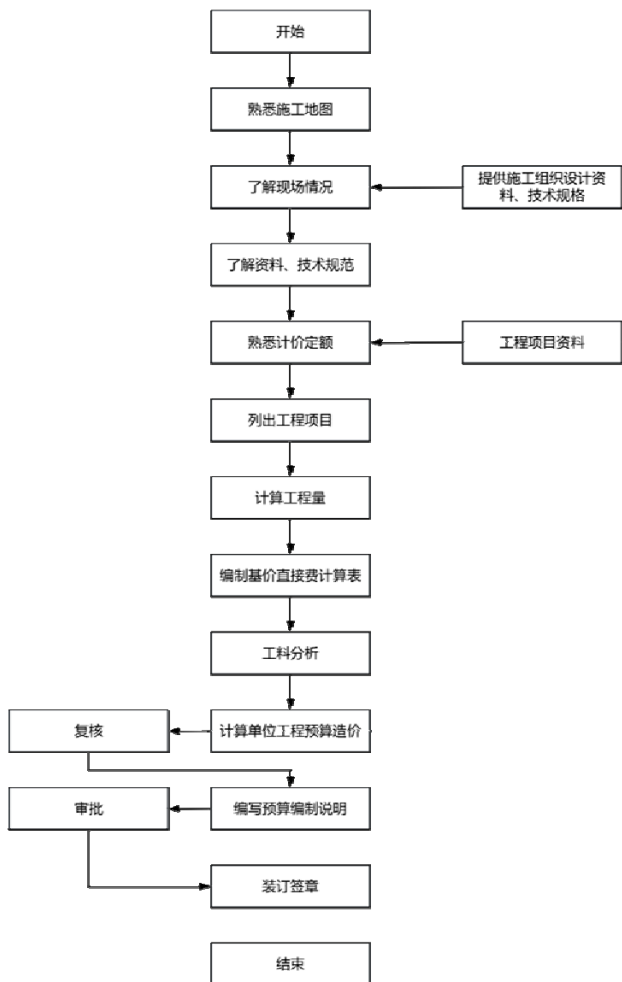 开始
熟悉施工地图
了解现场情况
提供施工组织设计资
料、技术规格
了解资料、技术规范
熟悉计价定额
工程项目资料
列出工程项目
计算工程量
编制基价直接费计算表
工料分析
复核
计算单位工程预算造价
审批
编写预算编制说明
装订签章
结束